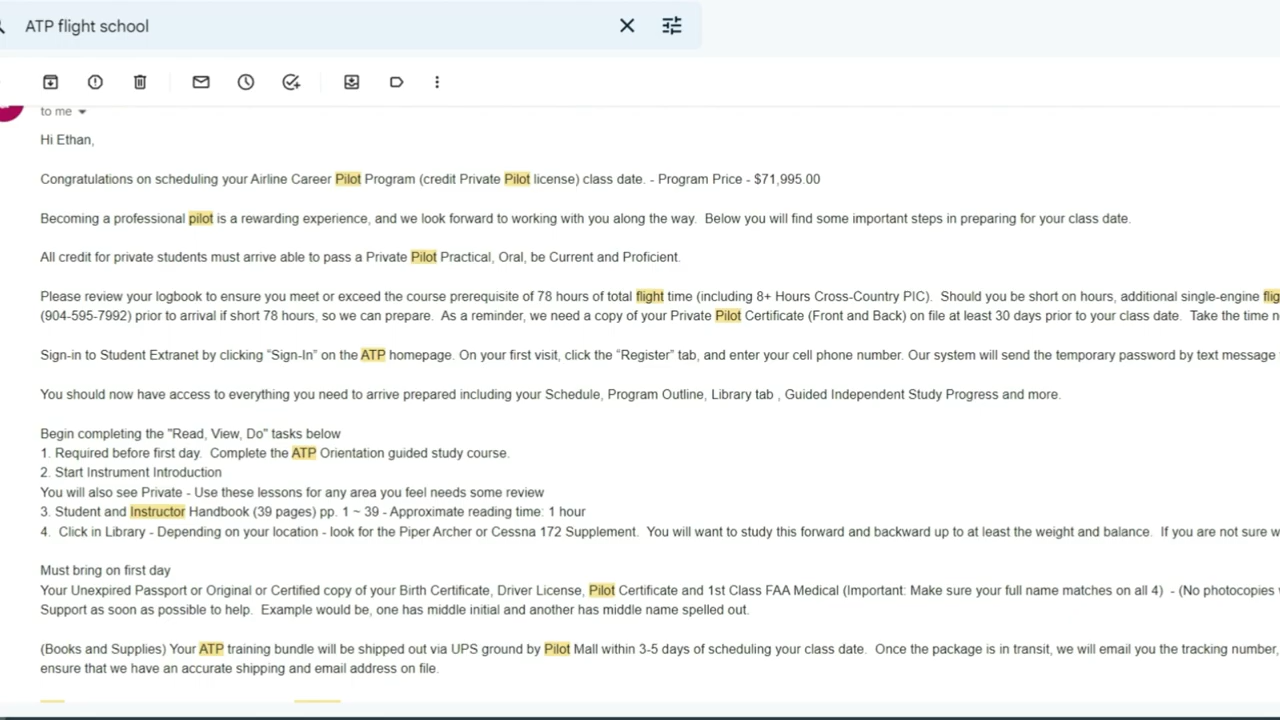 ATP flight school
to me
Hi Ethan,
Congratulations on scheduling your Airline Career Pilot Program (credit Private Pilot license) class date. - Program Price - $71,995.00
Becoming a professional pilot is a rewarding experience, and we look forward to working with you along the way.  Below you will find some important steps in preparing for your class date.
All credit for private students must arrive able to pass a Private Pilot Practical, Oral, be Current and Proficient.
Please review your logbook to ensure you meet or exceed the course prerequisite of 78 hours of total flight time (including 8+ Hours Cross-Country PIC).  Should you be short on hours, additional single-engine
(904-595-7992) prior to arrival if short 78 hours, so we can prepare.  As a reminder, we need a copy of your Private Pilot Certificate (Front and Back) on file at least 30 days prior to your class date.  Take the time
Sign-in to Student Extranet by clicking “Sign-In” on the ATP homepage. On your first visit, click the “Register” tab, and enter your cell phone number. Our system will send the temporary password by text message
You should now have access to everything you need to arrive prepared including your Schedule, Program Outline, Library tab , Guided Independent Study Progress and more.
Begin completing the "Read, View, Do" tasks below
1. Required before first day.  Complete the ATP Orientation guided study course.
2. Start Instrument Introduction
You will also see Private - Use these lessons for any area you feel needs some review
3. Student and Instructor Handbook (39 pages) pp. 1 ~ 39 - Approximate reading time: 1 hour
4.  Click in Library - Depending on your location - look for the Piper Archer or Cessna 172 Supplement.  You will want to study this forward and backward up to at least the weight and balance.  If you are not sure
Must bring on first day
Your Unexpired Passport or Original or Certified copy of your Birth Certificate, Driver License, Pilot Certificate and 1st Class FAA Medical (Important: Make sure your full name matches on all 4)  - (No photocopies
Support as soon as possible to help.  Example would be, one has middle initial and another has middle name spelled out.
(Books and Supplies) Your ATP training bundle will be shipped out via UPS ground by Pilot Mall within 3-5 days of scheduling your class date.  Once the package is in transit, we will email you the tracking number,
ensure that we have an accurate shipping and email address on file.